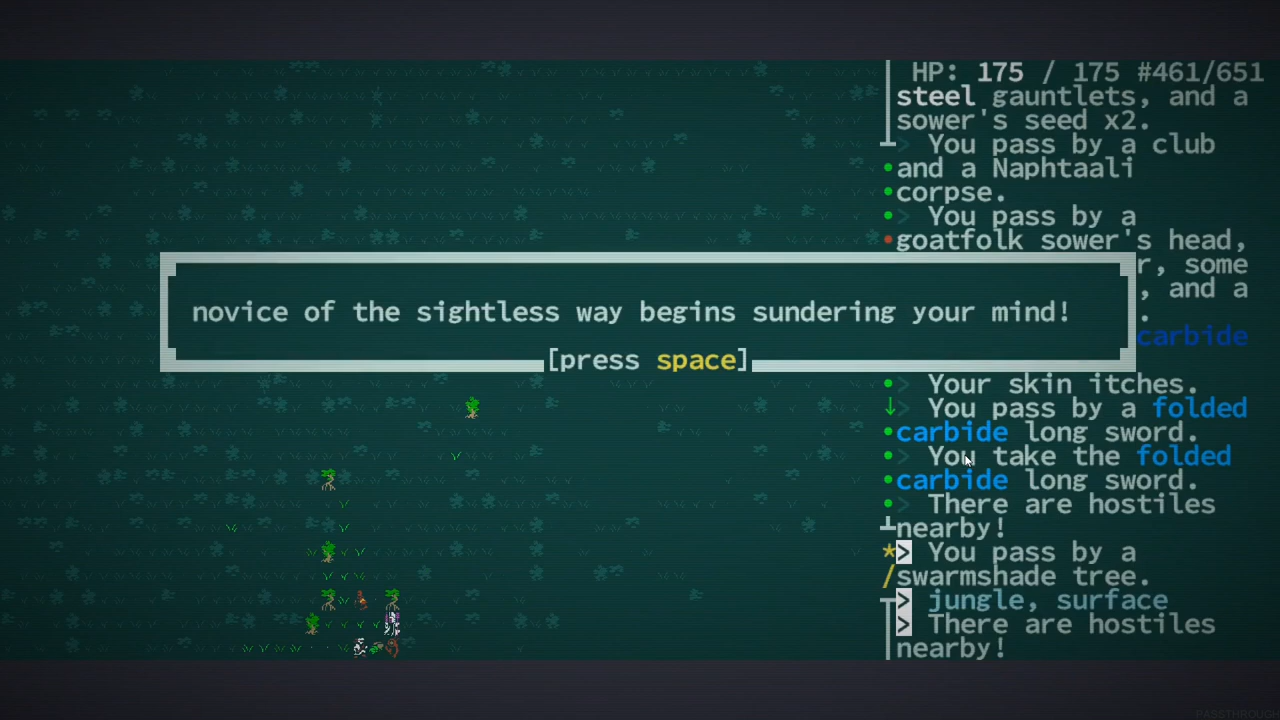 HP: 175 / 175 #461/651
steel gauntlets, and a
sower's seed x2.
> You pass by a club
and a Naphtaali
corpse.
> You pass by a
goatfolk sower's head,
r, some
, and a
.
carbide
novice of the sightless way begins sundering your mind!
[press space]
> Your skin itches.
> You pass by a folded
carbide long sword.
> You take the folded
carbide long sword.
> There are hostiles
nearby!
> You pass by a
swarmshade tree.
> jungle, surface
> There are hostiles
nearby!
PASSTHROUGH